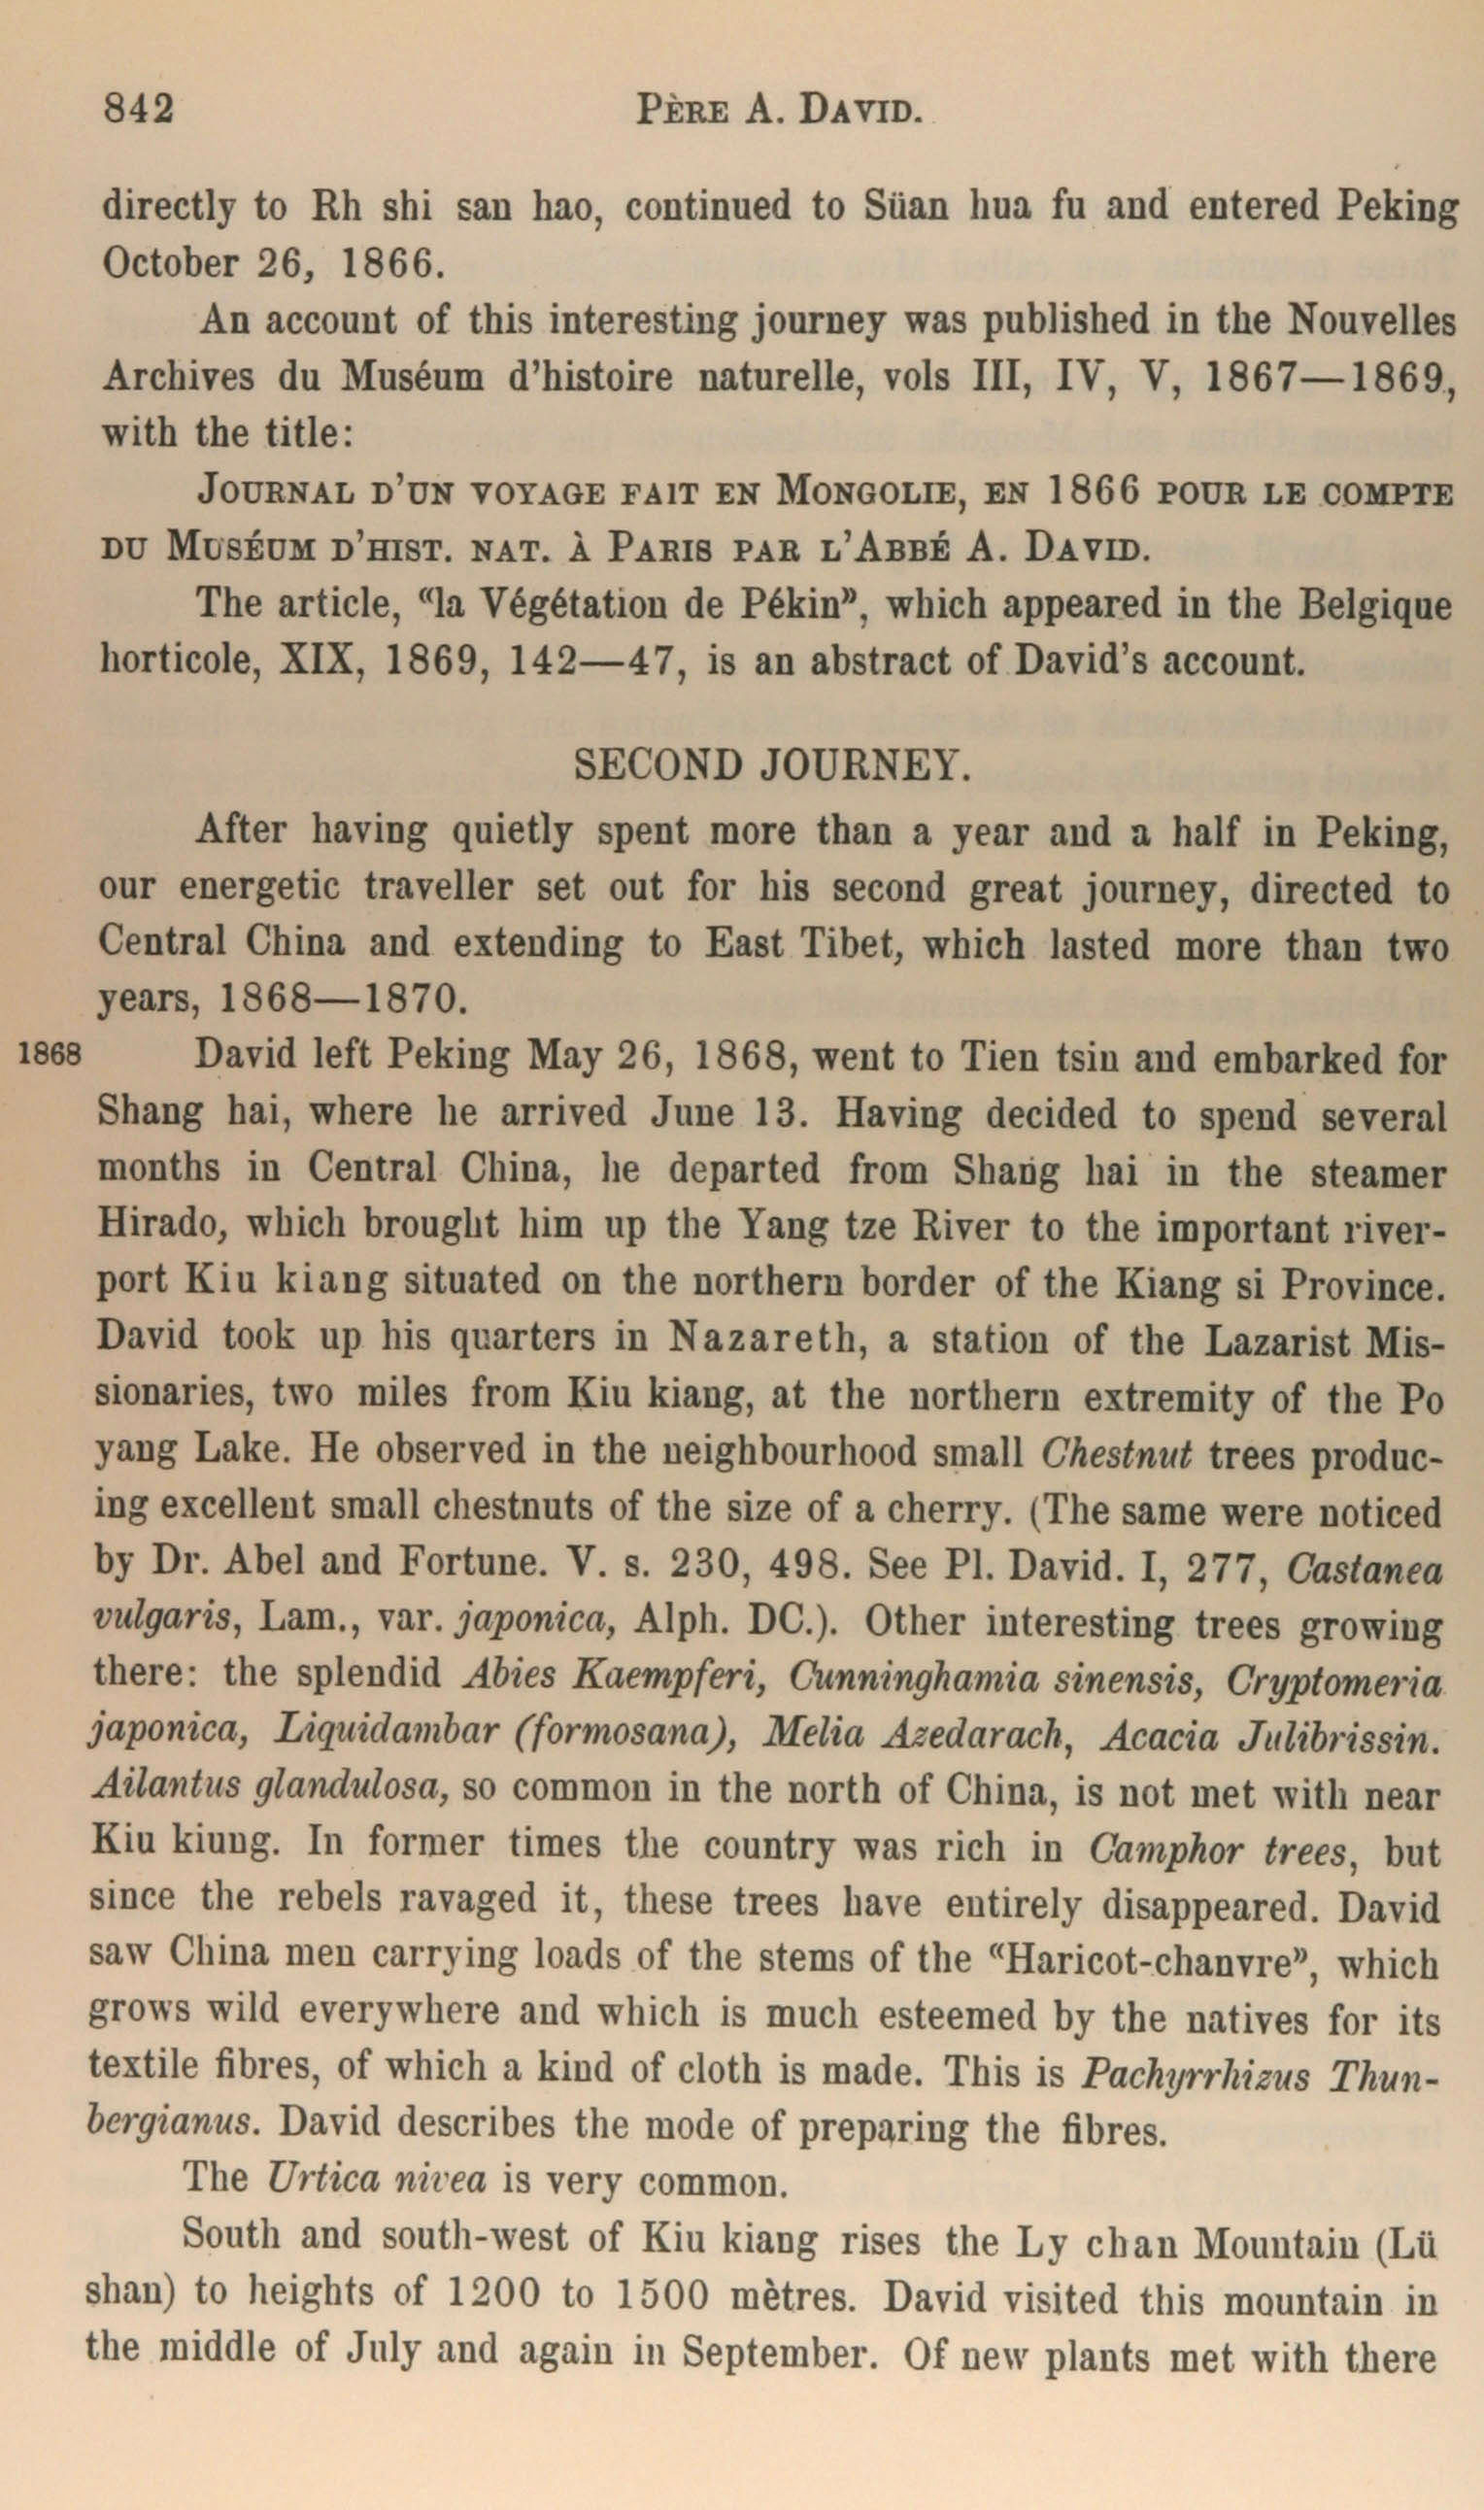 842 PÈRE A. DAVID.
directly to Rh shi san hao, continued to Süan hua fu and entered Peking
October 26, 1866.
An account of this interesting journey was published in the Nouvelles
Archives du Muséum d'histoire naturelle, vols III, IV, V, 1867—1869,
with the title:
JOURNAL D'UN VOYAGE FAIT EN MONGOLIE, EN 1866 POUR LE COMPTE
DU MUSÉUM D'HIST. NAT. À PARIS PAR L'ABBÉ A. DAVID.
The article, “la Végétation de Pékin”, which appeared in the Belgique
horticole, XIX, 1869, 142—47, is an abstract of David's account.
SECOND JOURNEY.
After having quietly spent more than a year and a half in Peking,
our energetic traveller set out for his second great journey, directed to
Central China and extending to East Tibet, which lasted more than two
years, 1868—1870.
1868 David left Peking May 26, 1868, went to Tien tsin and embarked for
Shang hai, where he arrived June 13. Having decided to spend several
months in Central China, he departed from Shang hai in the steamer
Hirado, which brought him up the Yang tze River to the important river-
port Kiu kiang situated on the northern border of the Kiang si Province.
David took up his quarters in Nazareth, a station of the Lazarist Mis-
sionaries, two miles from Kiu kiang, at the northern extremity of the Po
yang Lake. He observed in the neighbourhood small Chestnut trees produc-
ing excellent small chestnuts of the size of a cherry. (The same were noticed
by Dr. Abel and Fortune. V. s. 230, 498. See Pl. David. I, 277, Castanea
vulgaris, Lam., var. japonica, Alph. DC.). Other interesting trees growing
there: the splendid Abies Kaempferi, Cunninghamia sinensis, Cryptomeria
japonica, Liquidambar (formosana), Melia Azedarach, Acacia Julibrissin.
Ailantus glandulosa, so common in the north of China, is not met with near
Kiu kiung. In former times the country was rich in Camphor trees, but
since the rebels ravaged it, these trees have entirely disappeared. David
saw China men carrying loads of the stems of the “Haricot-chanvre”, which
grows wild everywhere and which is much esteemed by the natives for its
textile fibres, of which a kind of cloth is made. This is Pachyrrhizus Thun-
bergianus. David describes the mode of preparing the fibres.
The Urtica nivea is very common.
South and south-west of Kiu kiang rises the Ly chan Mountain (Lü
shan) to heights of 1200 to 1500 mètres. David visited this mountain in
the middle of July and again in September. Of new plants met with there